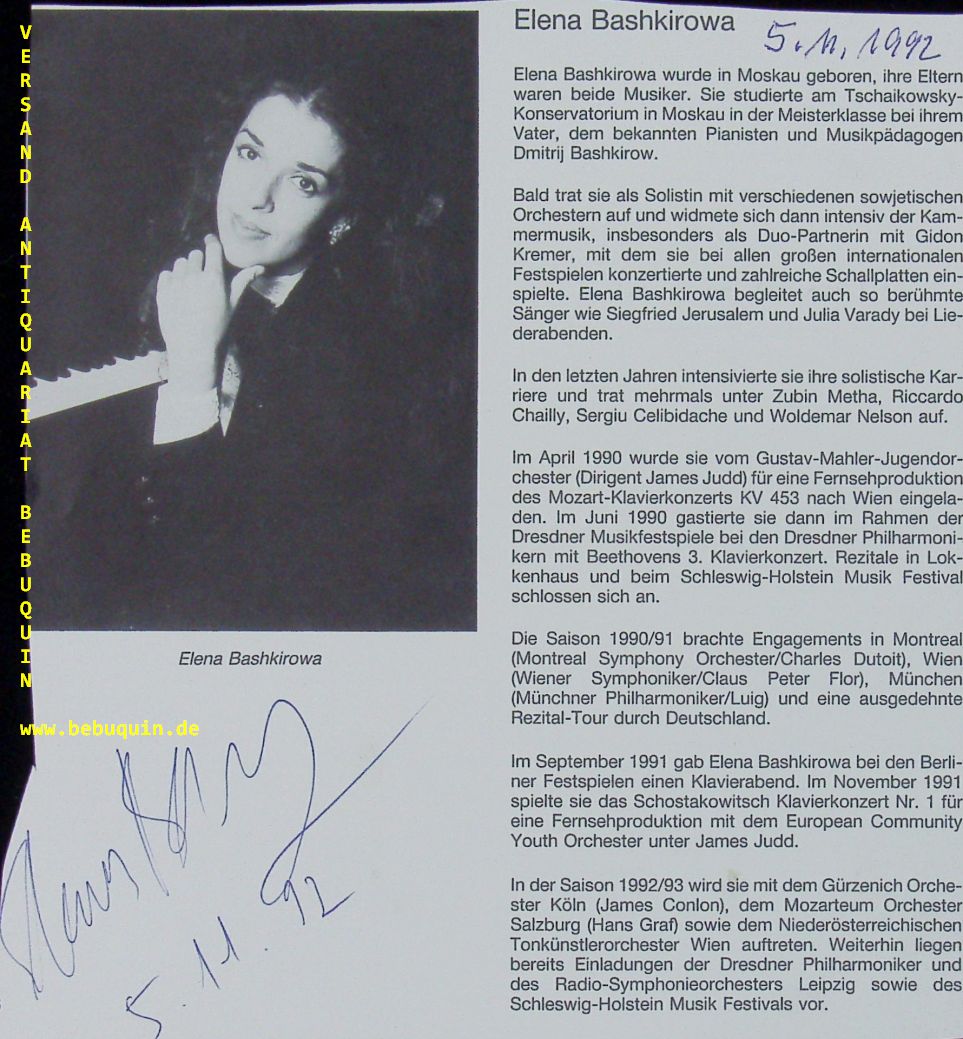 VERSAND ANTIQUARIAT BEBUQUIN
www.bebuquin.de
Elena Bashkirowa
5.11.1992
Elena Bashkirowa wurde in Moskau geboren, ihre Eltern
waren beide Musiker. Sie studierte am Tschaikowsky-
Konservatorium in Moskau in der Meisterklasse bei ihrem
Vater, dem bekannten Pianisten und Musikpädagogen
Dmitrij Bashkirow.
Bald trat sie als Solistin mit verschiedenen sowjetischen
Orchestern auf und widmete sich dann intensiv der Kam-
mermusik, insbesonders als Duo-Partnerin mit Gidon
Kremer, mit dem sie bei allen großen internationalen
Festspielen konzertierte und zahlreiche Schallplatten ein-
spielte. Elena Bashkirowa begleitet auch so berühmte
Sänger wie Siegfried Jerusalem und Julia Varady bei Lie-
derabenden.
In den letzten Jahren intensivierte sie ihre solistische Kar-
riere und trat mehrmals unter Zubin Metha, Riccardo
Chailly, Sergiu Celibidache und Woldemar Nelson auf.
Im April 1990 wurde sie vom Gustav-Mahler-Jugendor-
chester (Dirigent James Judd) für eine Fernsehproduktion
des Mozart-Klavierkonzerts KV 453 nach Wien eingela-
den. Im Juni 1990 gastierte sie dann im Rahmen der
Dresdner Musikfestspiele bei den Dresdner Philharmoni-
kern mit Beethovens 3. Klavierkonzert. Rezitale in Lok-
kenhaus und beim Schleswig-Holstein Musik Festival
schlossen sich an.
Die Saison 1990/91 brachte Engagements in Montreal
(Montreal Symphony Orchester/Charles Dutoit), Wien
(Wiener Symphoniker/Claus Peter Flor), München
(Münchner Philharmoniker/Luig) und eine ausgedehnte
Rezital-Tour durch Deutschland.
Im September 1991 gab Elena Bashkirowa bei den Berli-
ner Festspielen einen Klavierabend. Im November 1991
spielte sie das Schostakowitsch Klavierkonzert Nr. 1 für
eine Fernsehproduktion mit dem European Community
Youth Orchester unter James Judd.
In der Saison 1992/93 wird sie mit dem Gürzenich Orche-
ster Köln (James Conlon), dem Mozarteum Orchester
Salzburg (Hans Graf) sowie dem Niederösterreichischen
Tonkünstlerorchester Wien auftreten. Weiterhin liegen
bereits Einladungen der Dresdner Philharmoniker und
des Radio-Symphonieorchesters Leipzig sowie des
Schleswig-Holstein Musik Festivals vor.
Elena Bashkirowa
5.11.92